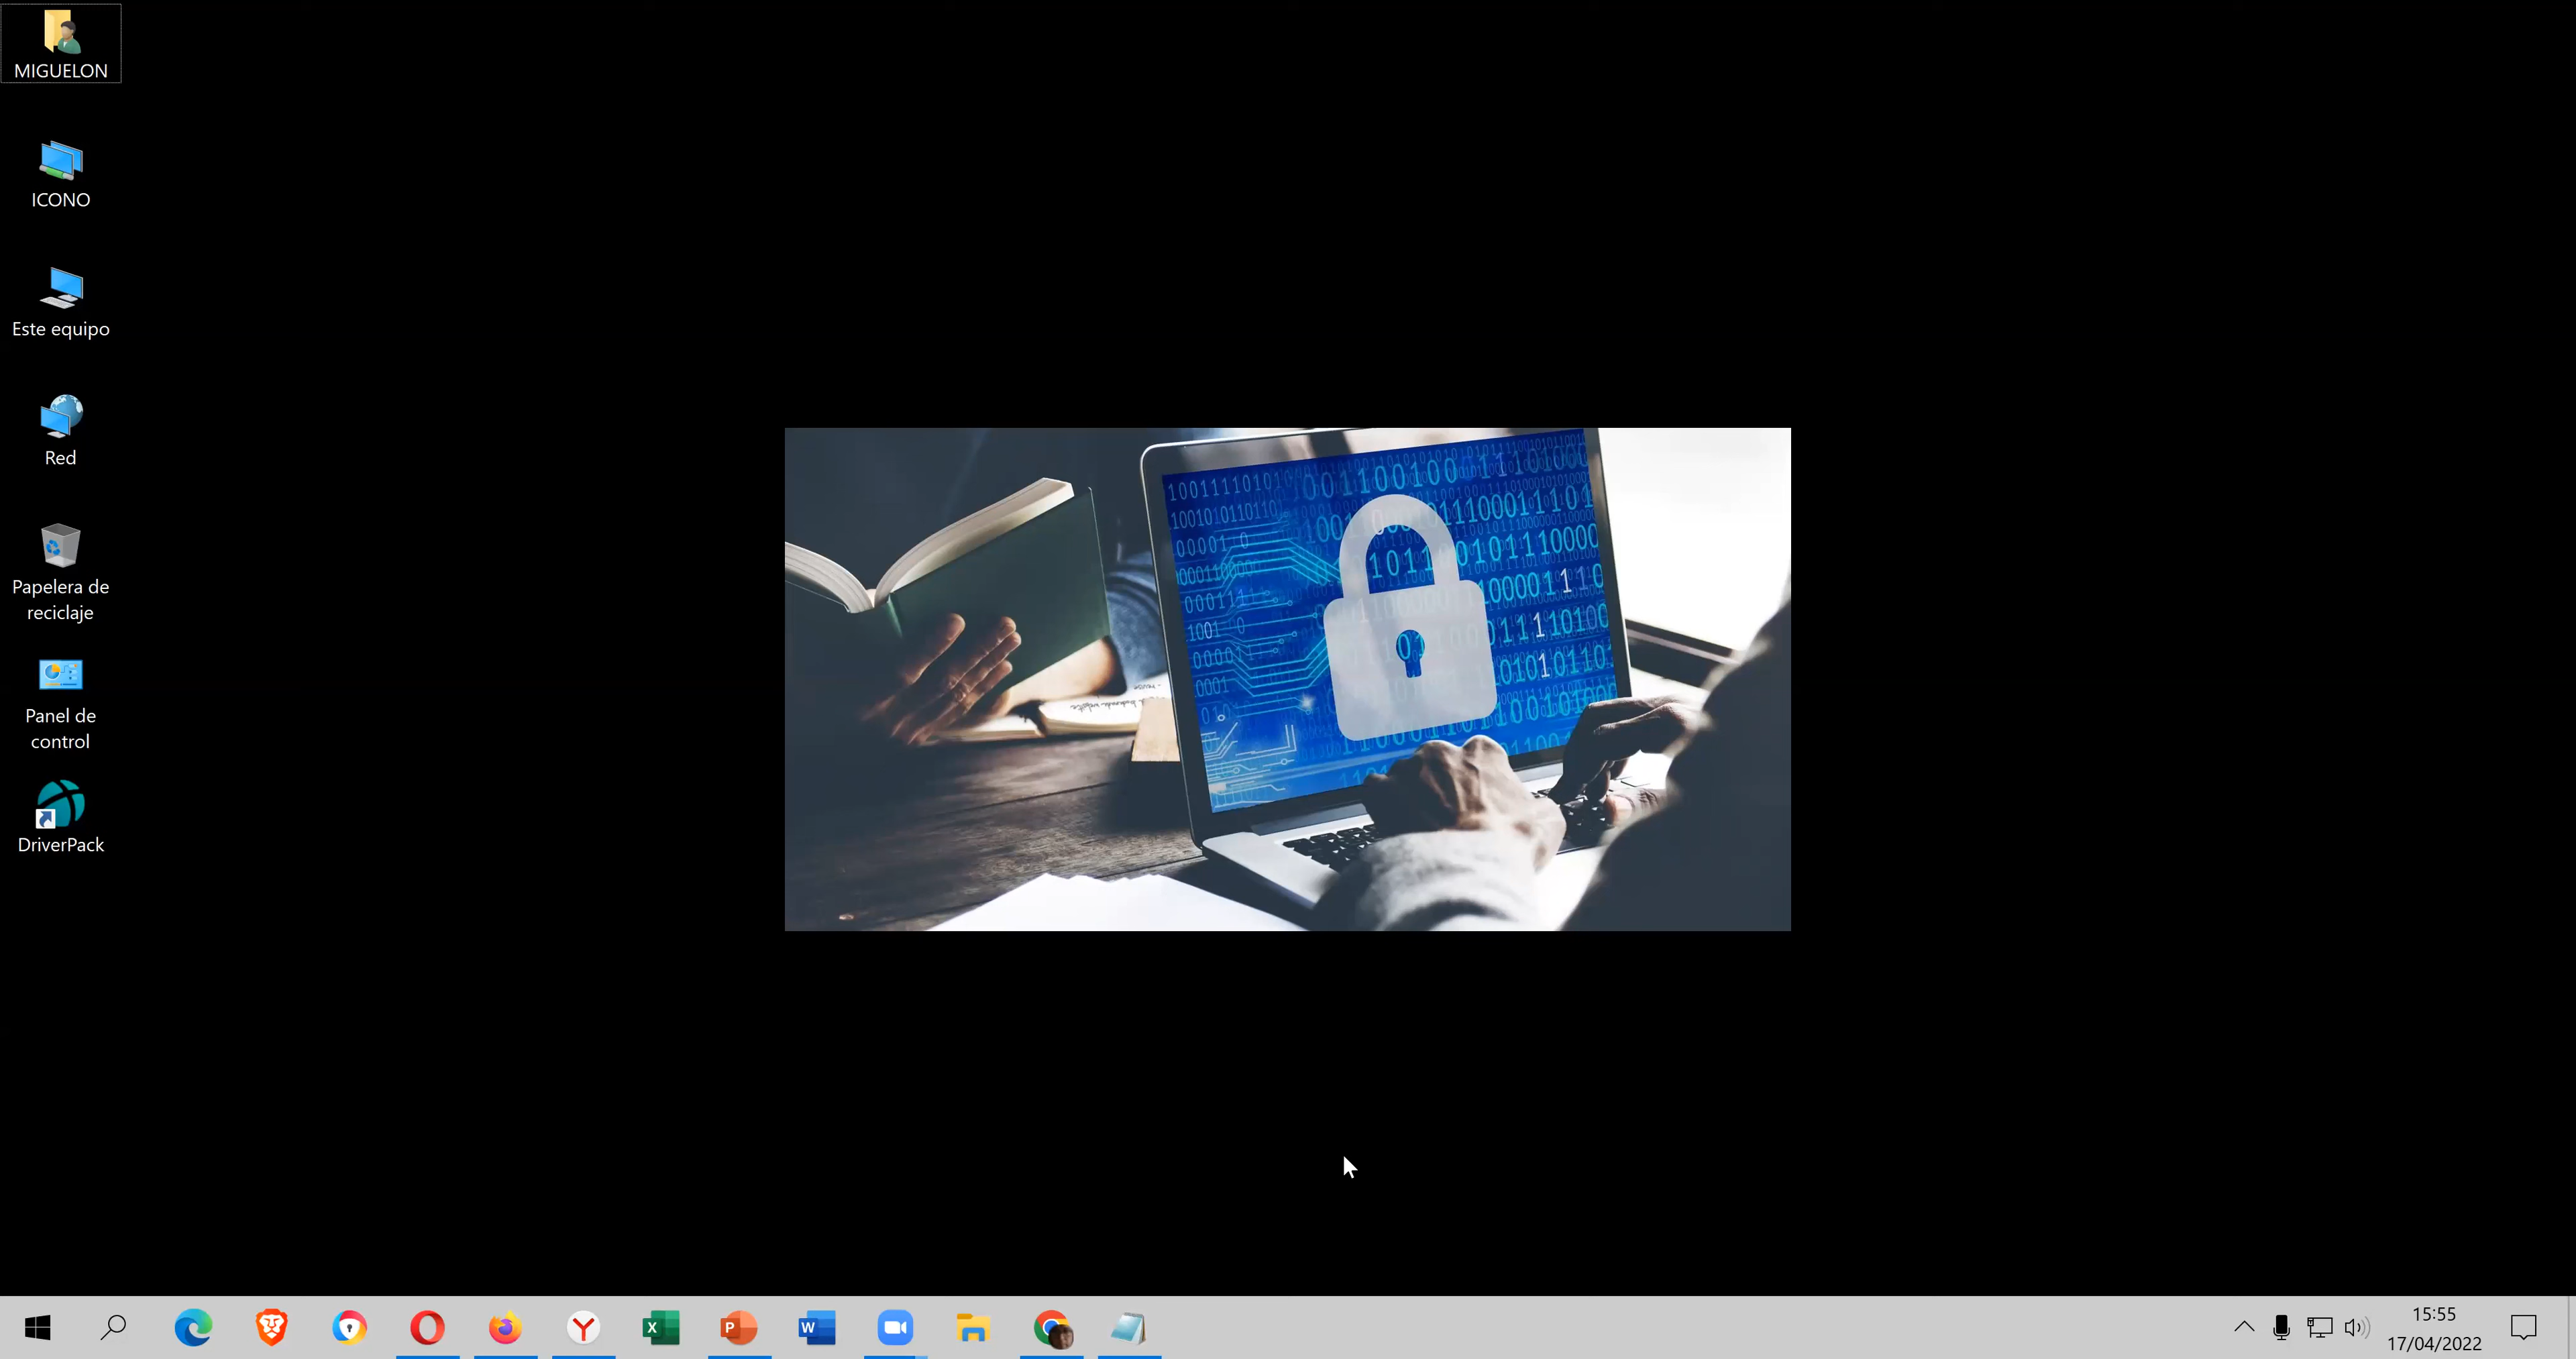 MIGUELON
ICONO
Este equipo
Red
Papelera de
reciclaje
Panel de
control
DriverPack
15:55
17/04/2022